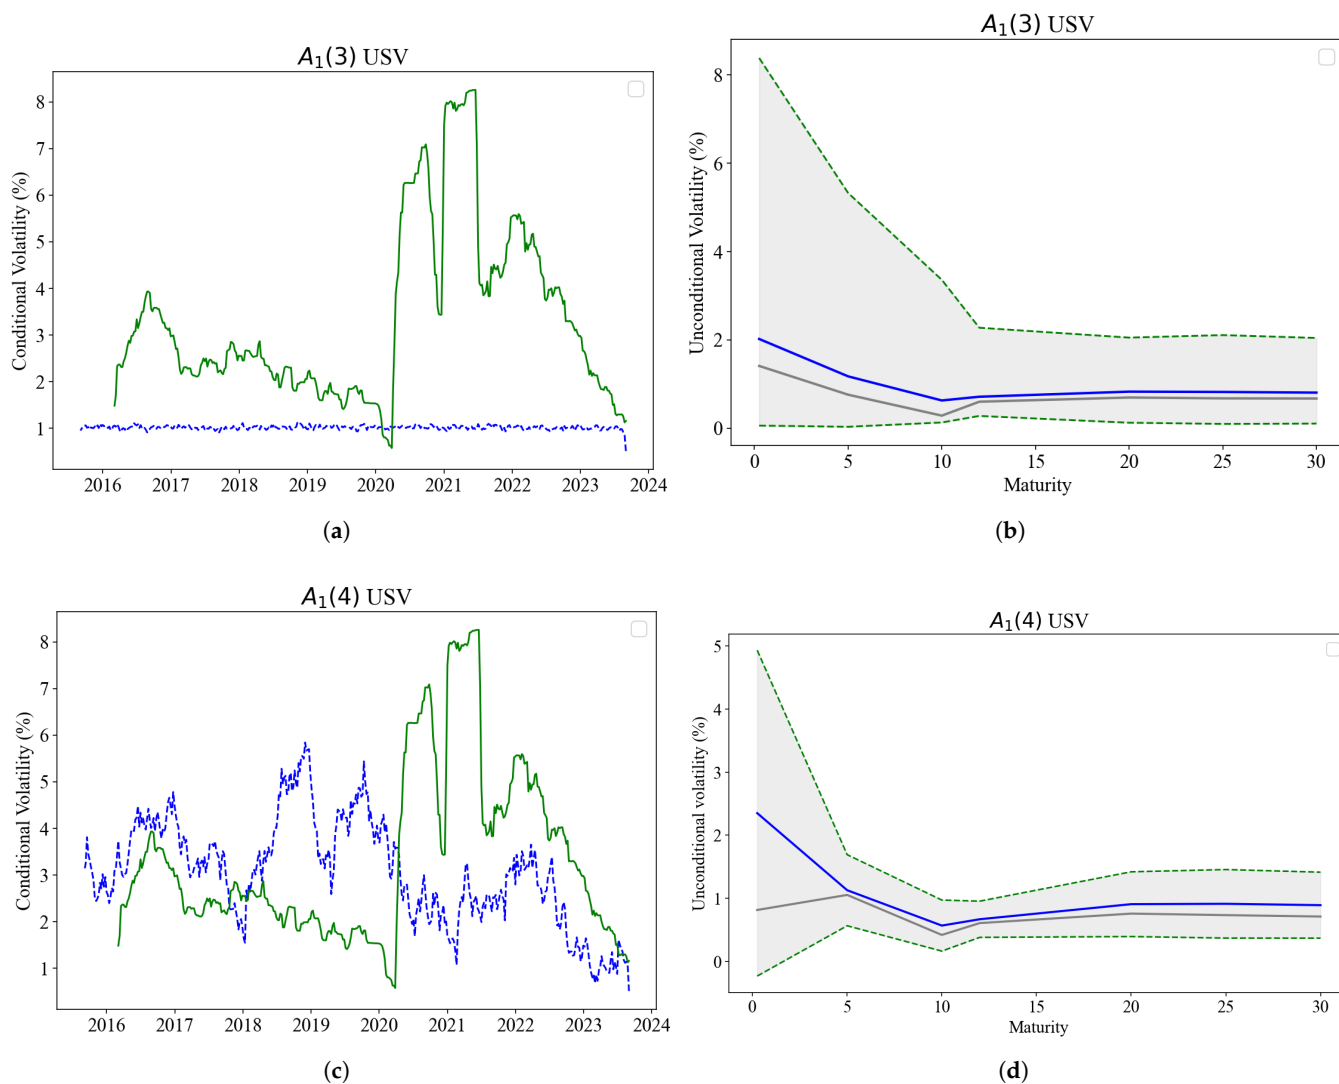 A₁(3) USV
Conditional Volatility (%)
8
7
6
5
4
3
2
1
2016 2017 2018 2019 2020 2021 2022 2023 2024
(a)
A₁(3) USV
Unconditional Volatility (%)
8
6
4
2
0
0 5 10 15 20 25 30
Maturity
(b)
A₁(4) USV
Conditional Volatility (%)
8
7
6
5
4
3
2
1
2016 2017 2018 2019 2020 2021 2022 2023 2024
(c)
A₁(4) USV
Unconditional volatility (%)
5
4
3
2
1
0
0 5 10 15 20 25 30
Maturity
(d)